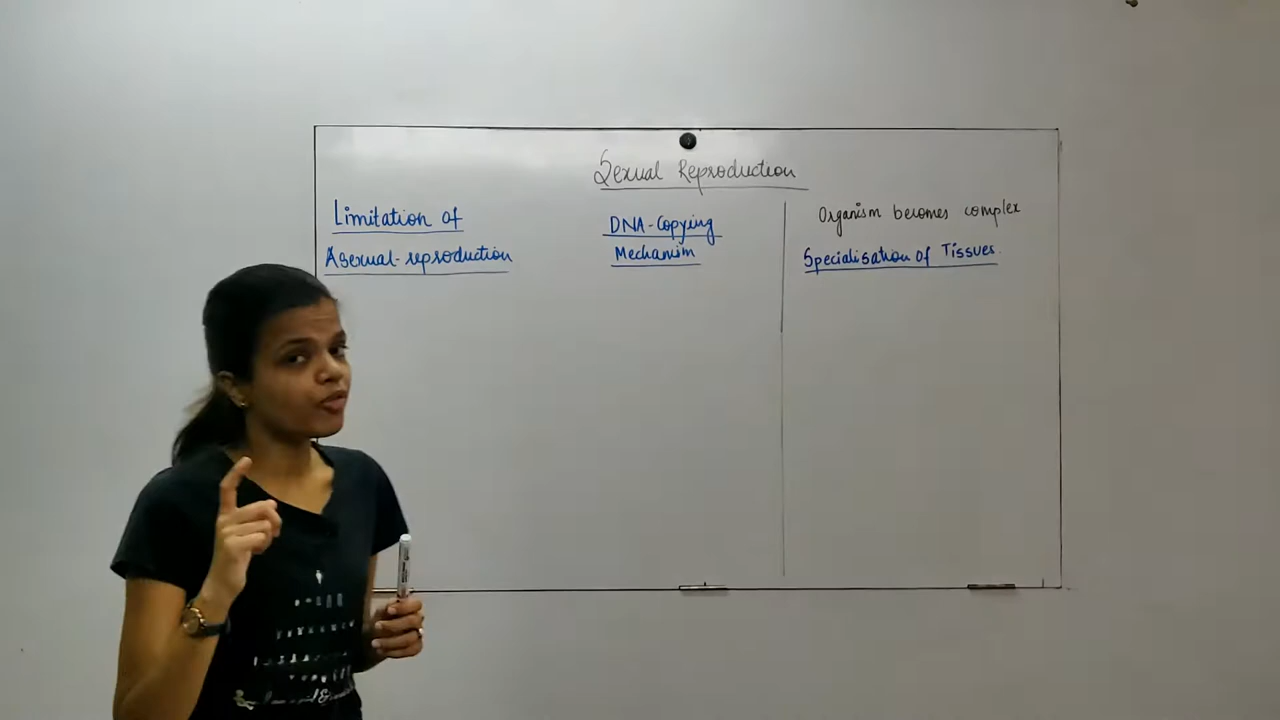 Sexual Reproduction
Limitation of
Asexual-reproduction
DNA-Copying
Mechanism
Organism becomes complex
Specialisation of Tissues.